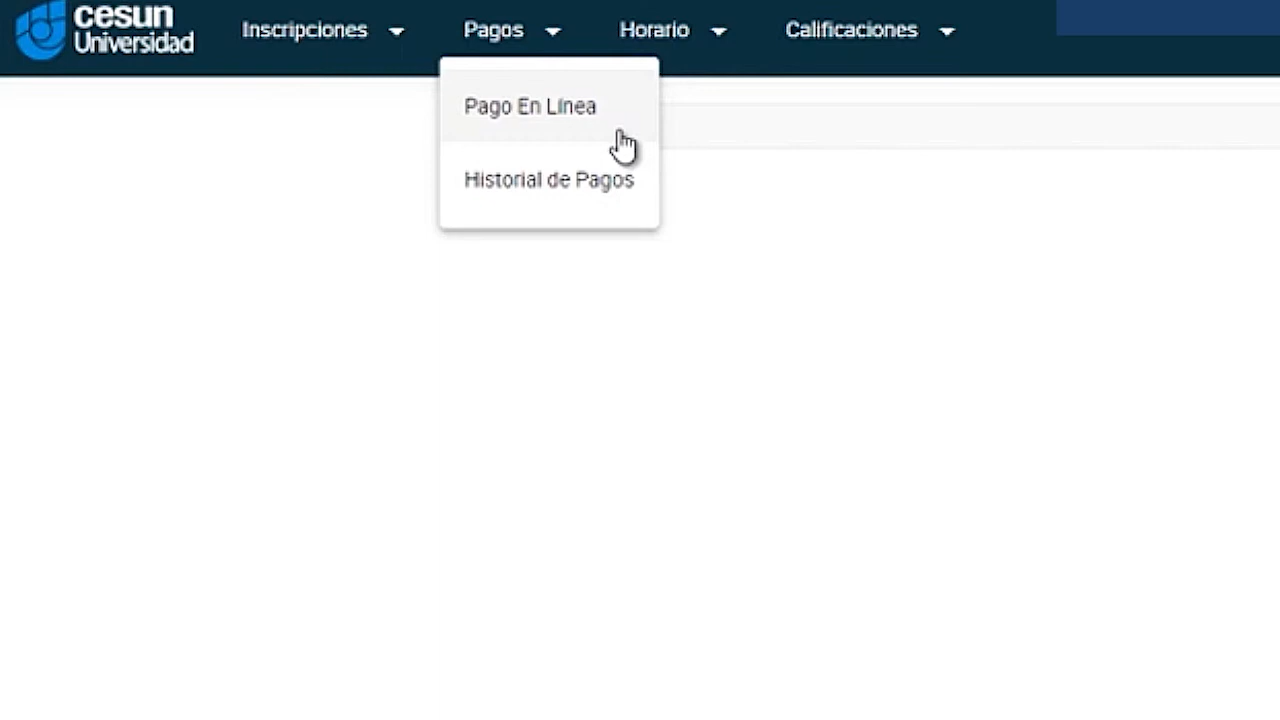 cesun
Universidad
Inscripciones
Pagos
Horario
Calificaciones
Pago En Línea
Historial de Pagos